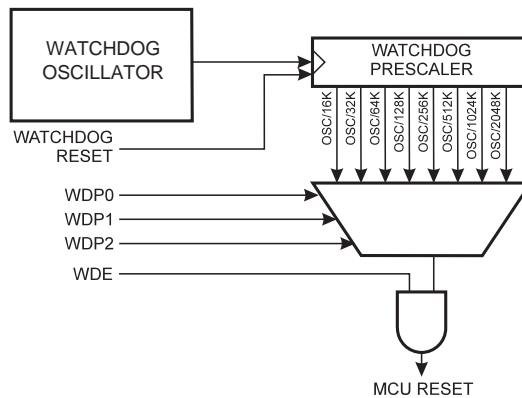 WATCHDOG
OSCILLATOR
WATCHDOG
PRESCALER
WATCHDOG
RESET
OSC/16K
OSC/32K
OSC/64K
OSC/128K
OSC/256K
OSC/512K
OSC/1024K
OSC/2048K
WDP0
WDP1
WDP2
WDE
MCU RESET